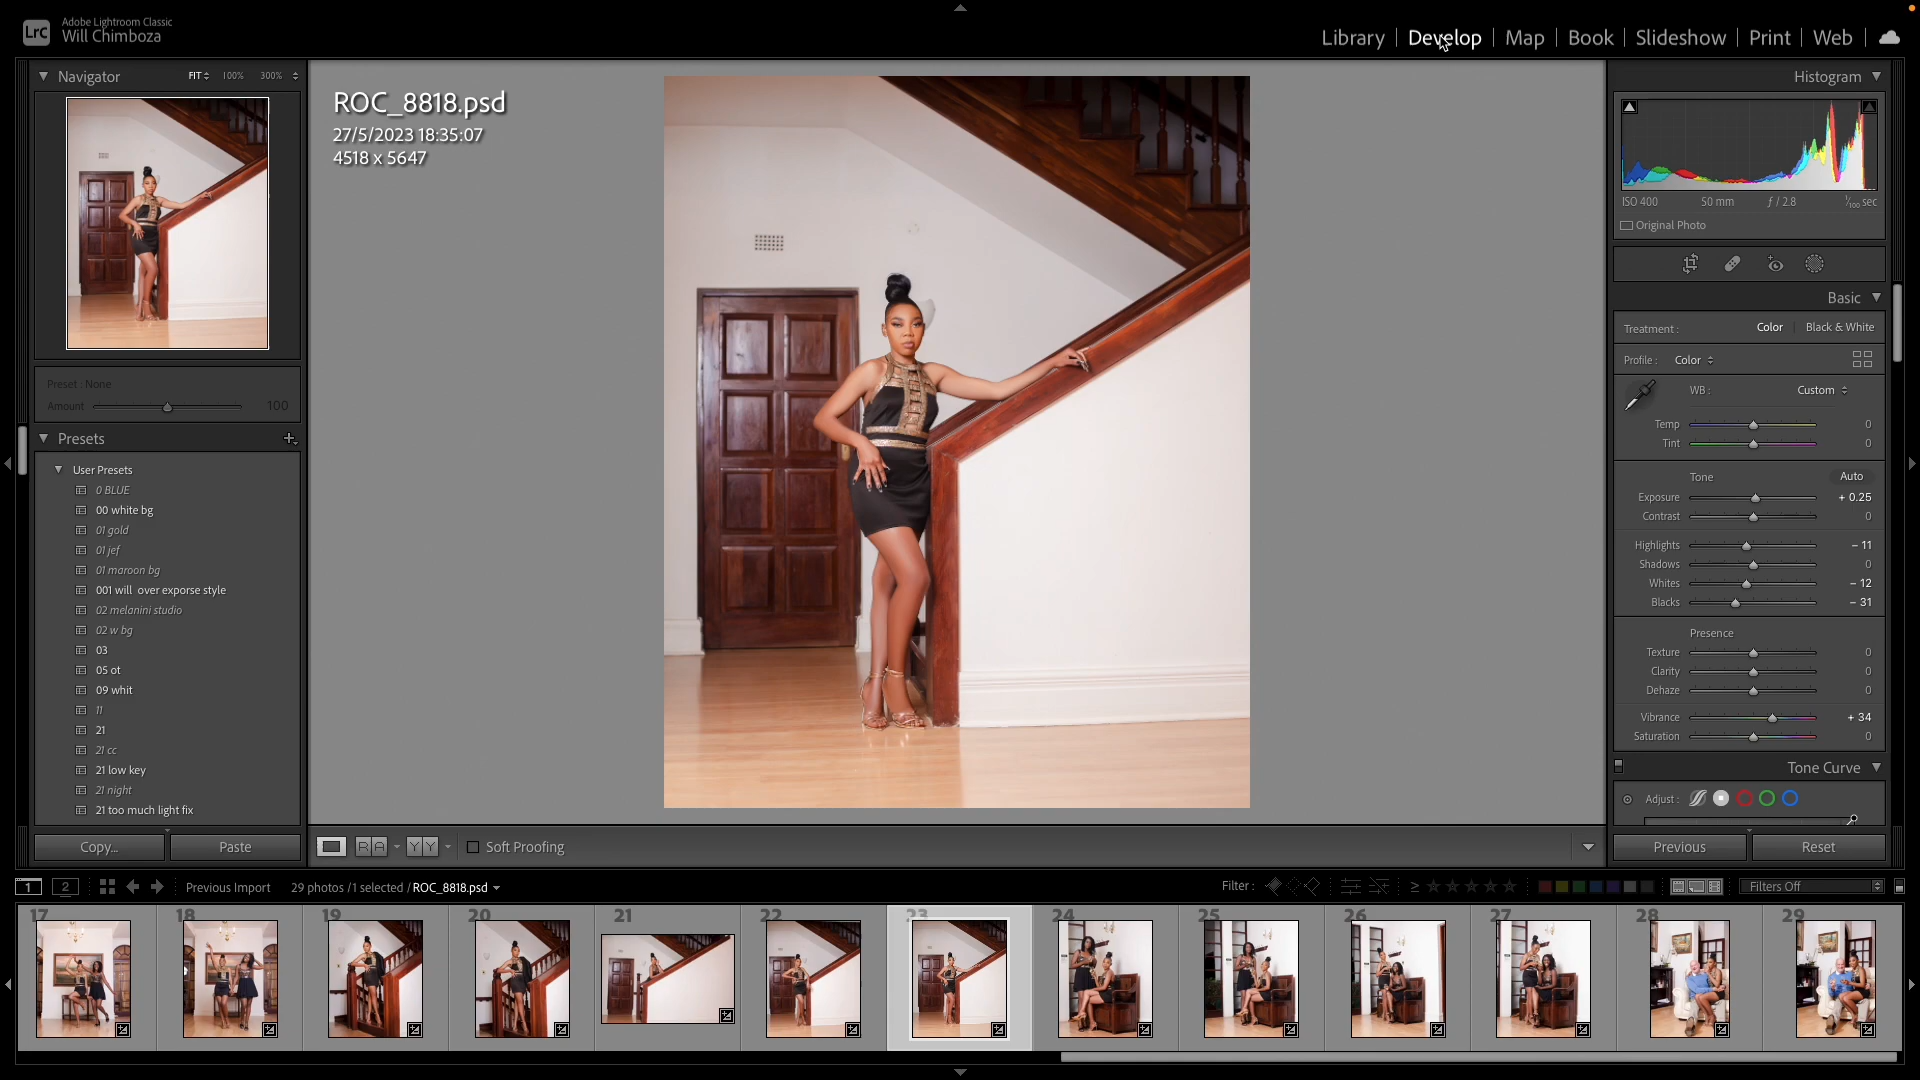 LrC
Adobe Lightroom Classic
Will Chimboza
Library
Develop
Map
Book
Slideshow
Print
Web
Navigator
FIT
100%
300%
Preset : None
Amount
100
Presets
User Presets
0 BLUE
00 white bg
01 gold
01 jef
01 maroon bg
001 will over exporse style
02 melanini studio
02 w bg
03
05 ot
09 whit
11
21
21 cc
21 low key
21 night
21 too much light fix
Copy...
Paste
ROC_8818.psd
27/5/2023 18:35:07
4518 x 5647
Histogram
ISO 400
50 mm
ƒ / 2.8
1/100 sec
Original Photo
Basic
Treatment :
Color
Black & White
Profile :
Color
WB :
Custom
Temp
0
Tint
0
Tone
Auto
Exposure
+ 0.25
Contrast
0
Highlights
– 11
Shadows
0
Whites
– 12
Blacks
– 31
Presence
Texture
0
Clarity
0
Dehaze
0
Vibrance
+ 34
Saturation
0
Tone Curve
Adjust :
Previous
Reset
R A
Y Y
Soft Proofing
1
2
Previous Import
29 photos /1 selected /ROC_8818.psd
Filter :
≥
Filters Off
17
18
19
20
21
22
23
24
25
26
27
28
29